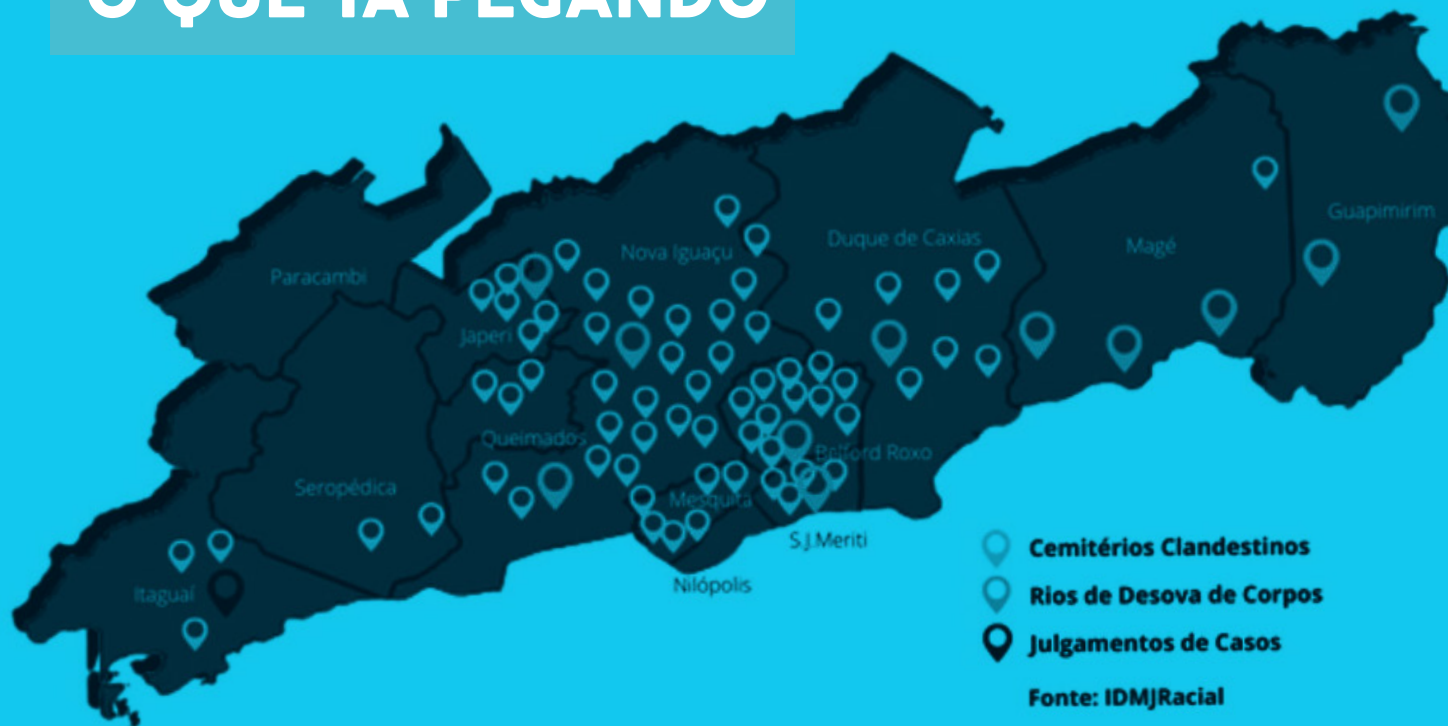 O QUE TÁ PEGANDO
Guapimirim
Duque de Caxias
Magé
Nova Iguaçu
Paracambi
Japeri
Queimados
Belford Roxo
Seropédica
Mesquita
S.J.Meriti
Itaguaí
Nilópolis
Cemitérios Clandestinos
Rios de Desova de Corpos
Julgamentos de Casos
Fonte: IDMJRacial